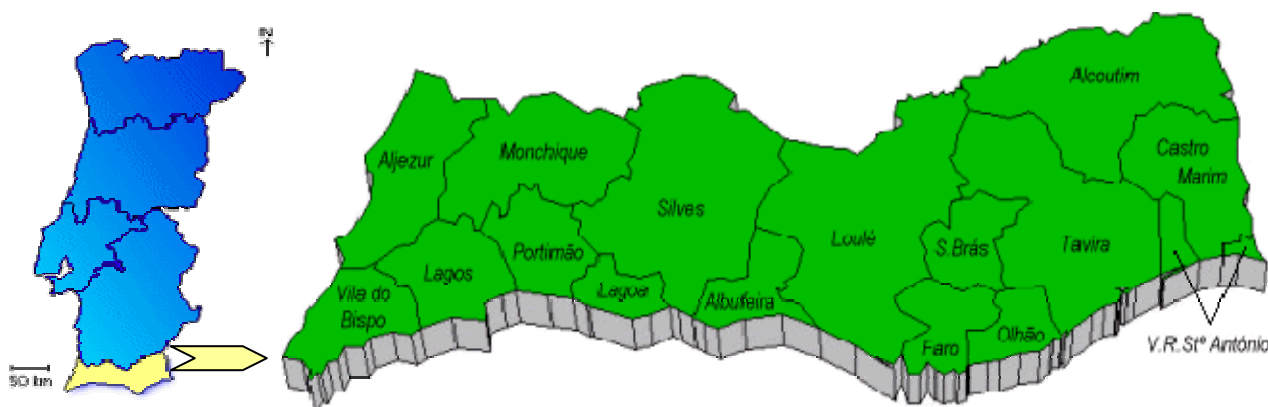 N
50 km
Aljezur
Monchique
Silves
Alcoutim
Castro
Marim
Loulé
S.Brás
Tavira
Portimão
Lagos
Lagoa
Albufeira
Vila do
Bispo
Faro
Olhão
V.R.Stº António